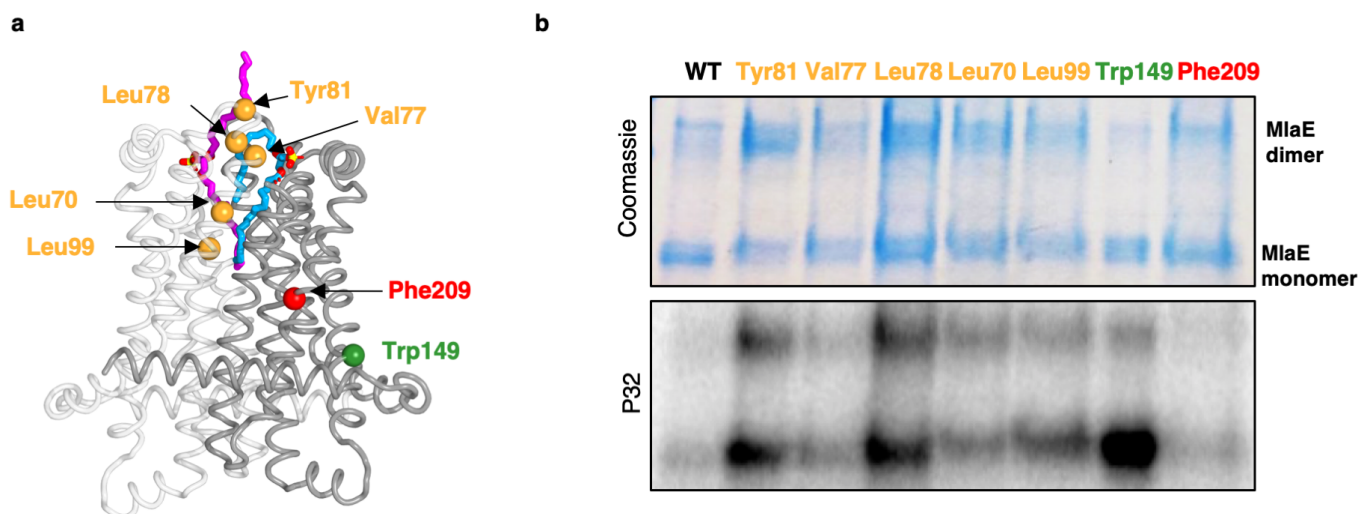 a
Leu78
Tyr81
Val77
Leu70
Leu99
Phe209
Trp149
b
WT Tyr81 Val77 Leu78 Leu70 Leu99 Trp149 Phe209
Coomassie
MlaE
dimer
MlaE
monomer
P32